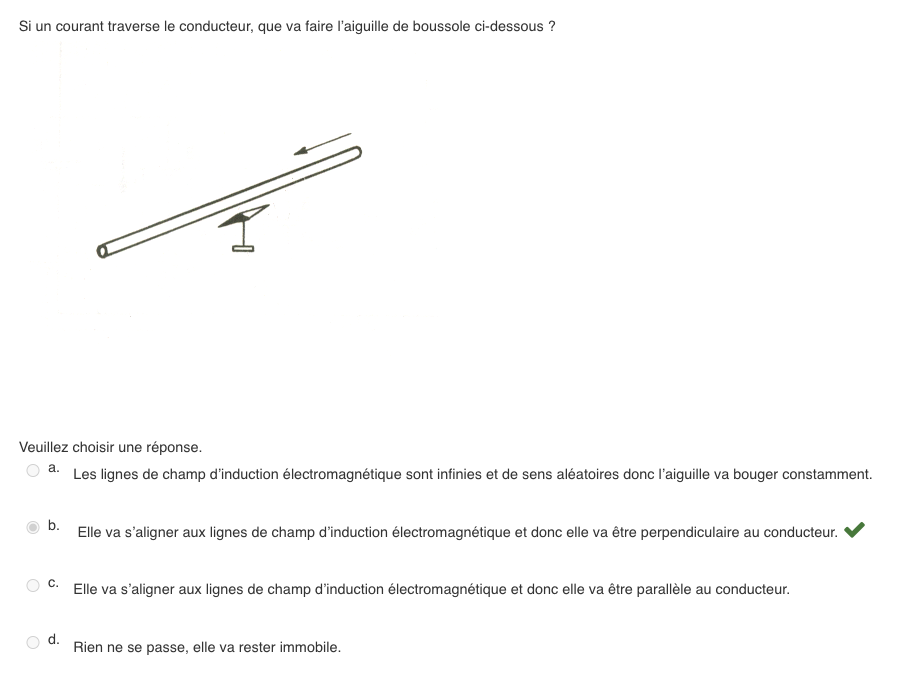 Si un courant traverse le conducteur, que va faire l'aiguille de boussole ci-dessous ?
Veuillez choisir une réponse.
a. Les lignes de champ d'induction électromagnétique sont infinies et de sens aléatoires donc l'aiguille va bouger constamment.
b. Elle va s'aligner aux lignes de champ d'induction électromagnétique et donc elle va être perpendiculaire au conducteur.
c. Elle va s'aligner aux lignes de champ d'induction électromagnétique et donc elle va être parallèle au conducteur.
d. Rien ne se passe, elle va rester immobile.